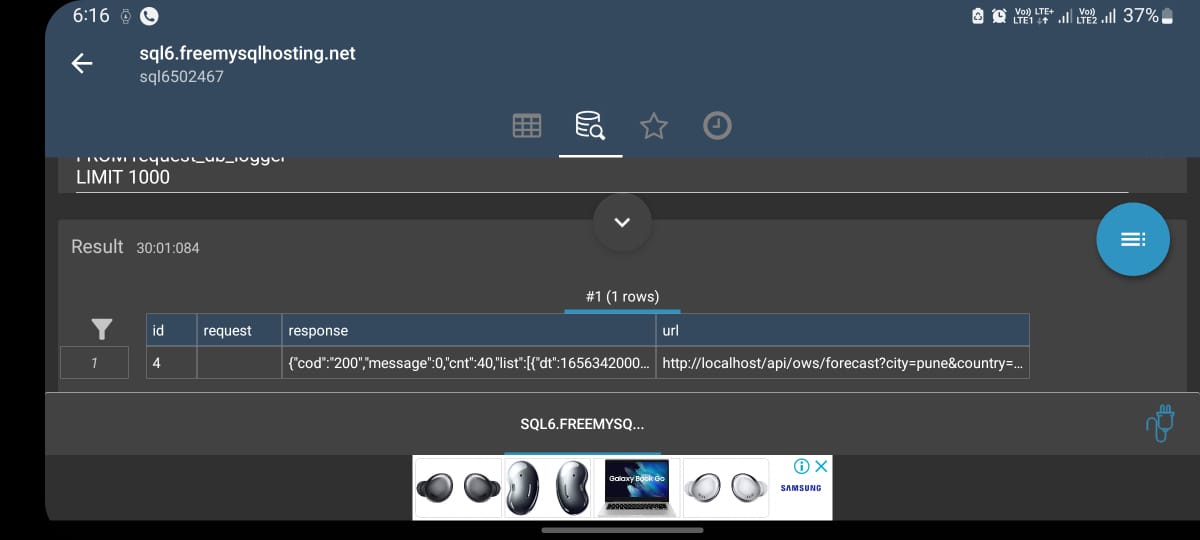 6:16
Vo)) LTE+
LTE1
Vo))
LTE2
37%
sql6.freemysqlhosting.net
sql6502467
FROM request_db_logger
LIMIT 1000
Result 30:01:084
#1 (1 rows)
id request response url
1 4 {"cod":"200","message":0,"cnt":40,"list":[{"dt":1656342000... http://localhost/api/ows/forecast?city=pune&country=...
SQL6.FREEMYSQ...
Galaxy Book Go
SAMSUNG